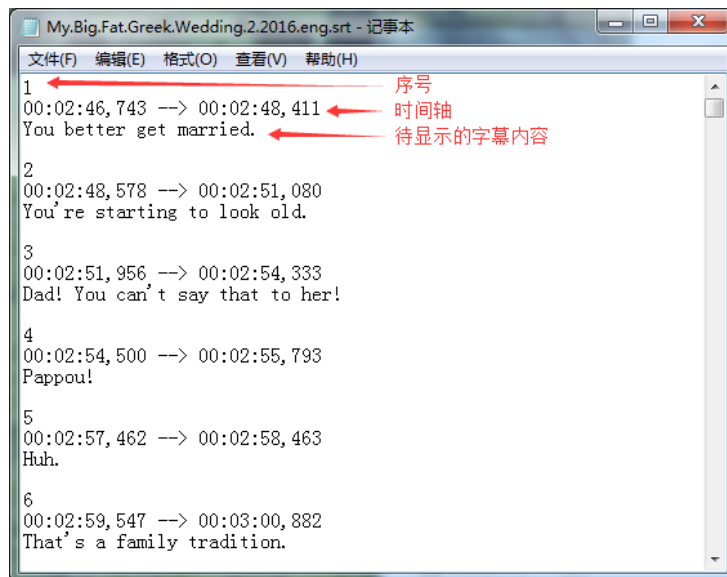 My.Big.Fat.Greek.Wedding.2.2016.eng.srt - 记事本
文件(F) 编辑(E) 格式(O) 查看(V) 帮助(H)
1 序号
00:02:46,743 --> 00:02:48,411 时间轴
You better get married. 待显示的字幕内容
2
00:02:48,578 --> 00:02:51,080
You're starting to look old.
3
00:02:51,956 --> 00:02:54,333
Dad! You can't say that to her!
4
00:02:54,500 --> 00:02:55,793
Pappou!
5
00:02:57,462 --> 00:02:58,463
Huh.
6
00:02:59,547 --> 00:03:00,882
That's a family tradition.